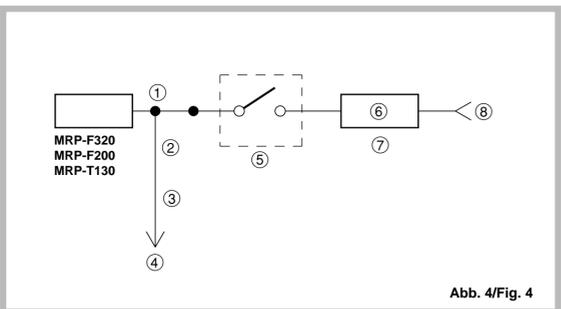 ①
②
③
④
⑤
⑥
⑦
⑧
MRP-F320
MRP-F200
MRP-T130
Abb. 4/Fig. 4